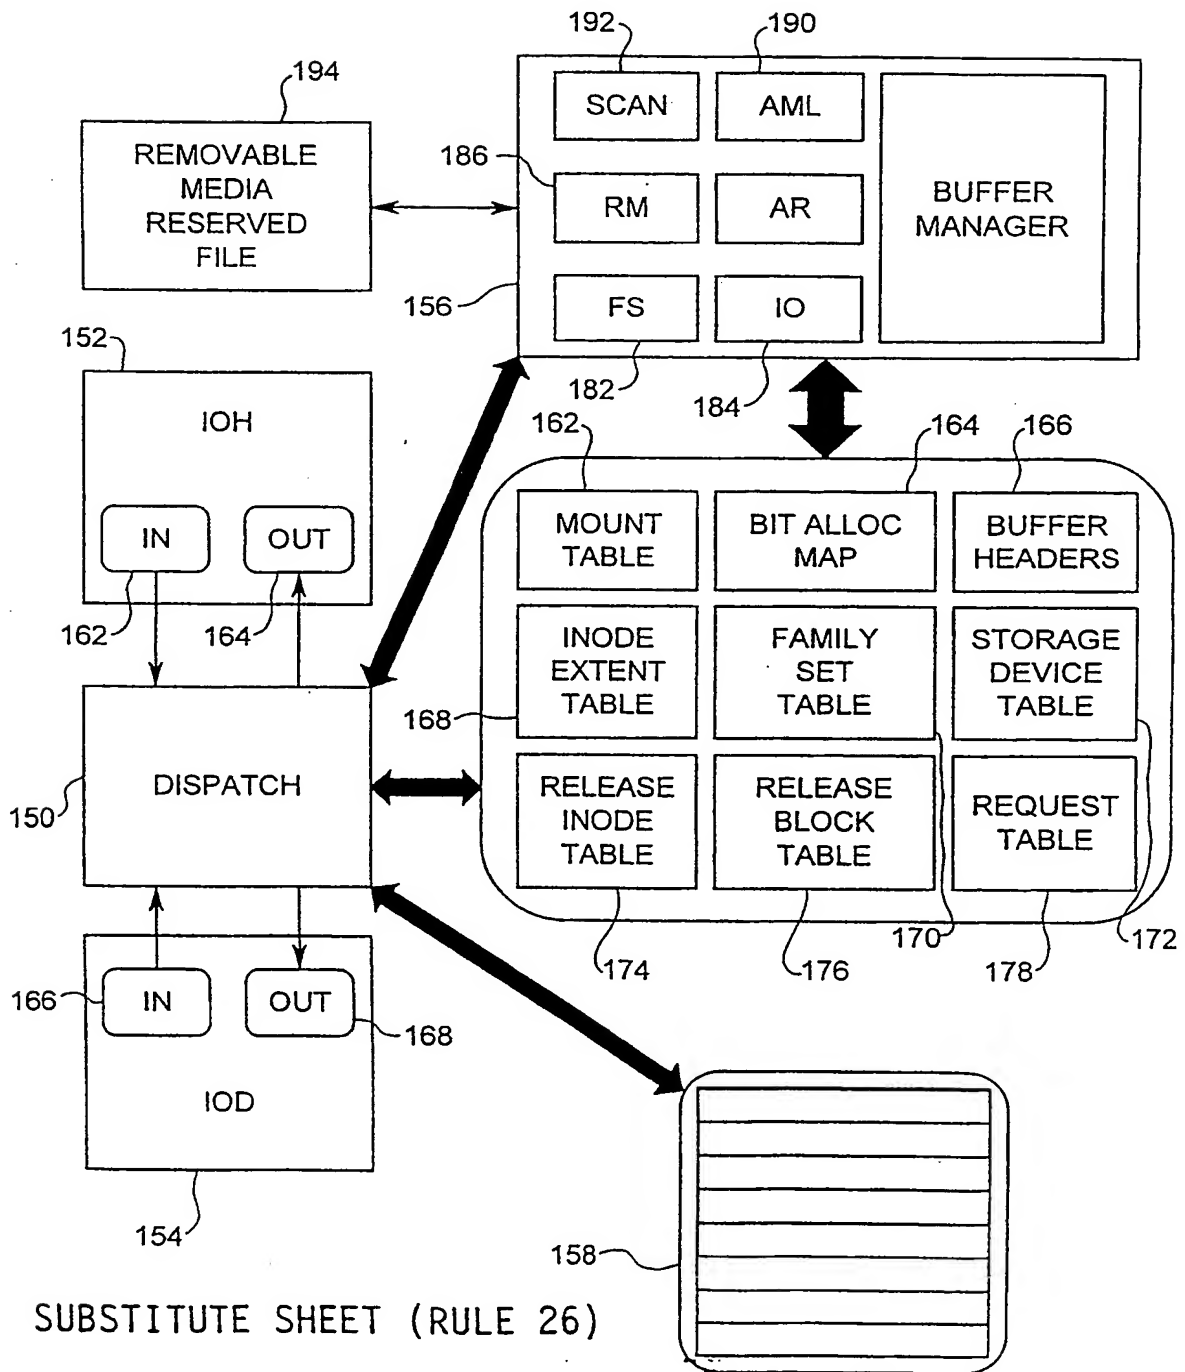 192
190
194
SCAN
AML
REMOVABLE
MEDIA
RESERVED
FILE
186
RM
AR
BUFFER
MANAGER
156
FS
IO
152
182
184
IOH
162
164
166
IN
OUT
MOUNT
TABLE
BIT ALLOC
MAP
BUFFER
HEADERS
162
164
INODE
EXTENT
TABLE
FAMILY
SET
TABLE
STORAGE
DEVICE
TABLE
168
DISPATCH
150
RELEASE
INODE
TABLE
RELEASE
BLOCK
TABLE
REQUEST
TABLE
170
172
174
176
178
166
IN
OUT
168
IOD
154
158
SUBSTITUTE SHEET (RULE 26)